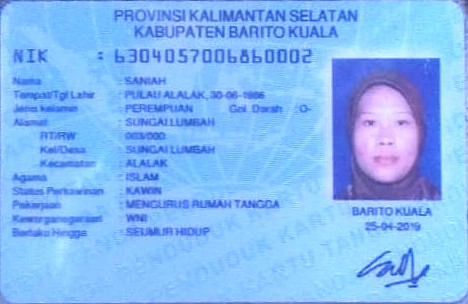 PROVINSI KALIMANTAN SELATAN
KABUPATEN BARITO KUALA
NIK : 6304057006860002
Nama : SANIAH
Tempat/Tgl Lahir : PULAU ALALAK, 30-06-1986
Jenis kelamin : PEREMPUAN Gol. Darah : O-
Alamat : SUNGAI LUMBAH
RT/RW : 003/000
Kel/Desa : SUNGAI LUMBAH
Kecamatan : ALALAK
Agama : ISLAM
Status Perkawinan : KAWIN
Pekerjaan : MENGURUS RUMAH TANGGA
Kewarganegaraan : WNI
Berlaku Hingga : SEUMUR HIDUP
BARITO KUALA
25-04-2019